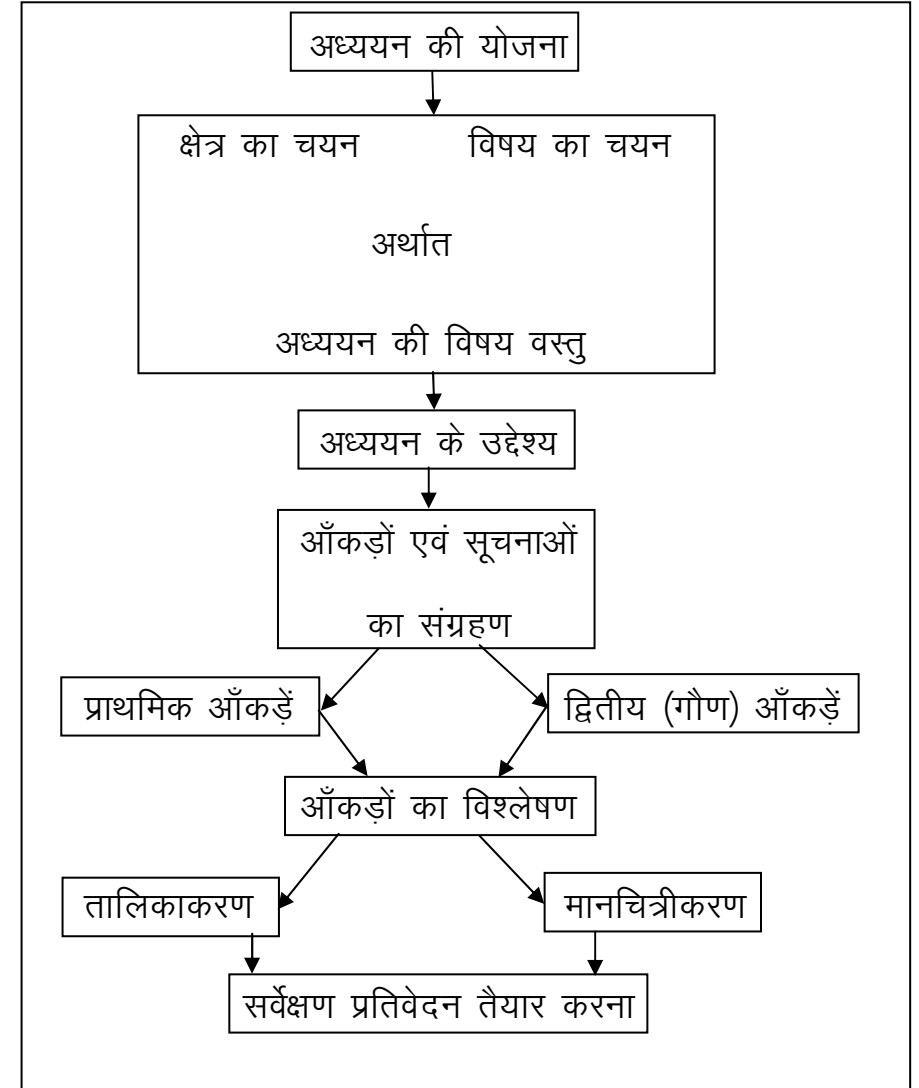 अध्ययन की योजना
क्षेत्र का चयन विषय का चयन
अर्थात
अध्ययन की विषय वस्तु
अध्ययन के उद्देश्य
आँकड़ों एवं सूचनाओं
का संग्रहण
प्राथमिक आँकड़ें द्वितीय (गौण) आँकड़ें
आँकड़ों का विश्लेषण
तालिकाकरण मानचित्रीकरण
सर्वेक्षण प्रतिवेदन तैयार करना